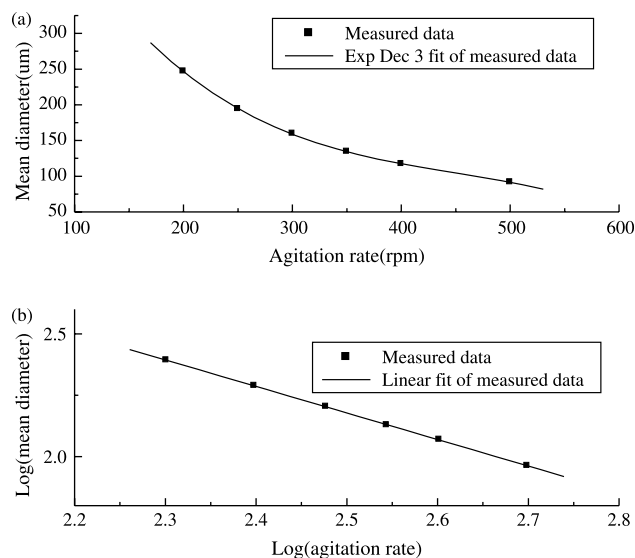 (a)
Mean diameter(um)
300
250
200
150
100
50
Measured data
Exp Dec 3 fit of measured data
100 200 300 400 500 600
Agitation rate(rpm)
(b)
Log(mean diameter)
2.5
2.0
Measured data
Linear fit of measured data
2.2 2.3 2.4 2.5 2.6 2.7 2.8
Log(agitation rate)